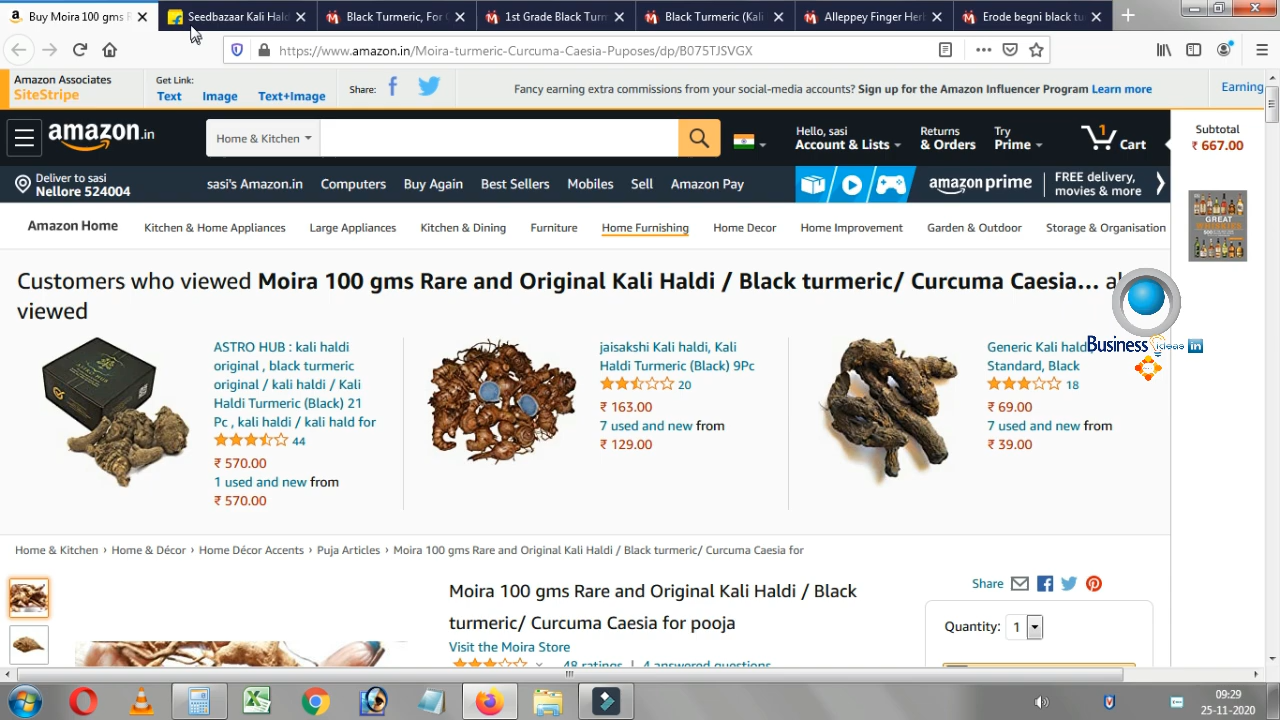 Buy Moira 100 gms R
Seedbazaar Kali Hald
Black Turmeric, For C
1st Grade Black Turm
Black Turmeric (Kali
Alleppey Finger Her
Erode begni black tu
https://www.amazon.in/Moira-turmeric-Curcuma-Caesia-Puposes/dp/B075TJSVGX
Amazon Associates
SiteStripe
Get Link:
Text Image Text+Image
Share:
Fancy earning extra commissions from your social-media accounts? Sign up for the Amazon Influencer Program Learn more
Earning
amazon.in
Home & Kitchen
Hello, sasi
Account & Lists
Returns
& Orders
Try
Prime
1
Cart
Subtotal
₹ 667.00
Deliver to sasi
Nellore 524004
sasi's Amazon.in Computers Buy Again Best Sellers Mobiles Sell Amazon Pay
amazon prime
FREE delivery,
movies & more
GREAT
Amazon Home Kitchen & Home Appliances Large Appliances Kitchen & Dining Furniture Home Furnishing Home Decor Home Improvement Garden & Outdoor Storage & Organisation
Customers who viewed Moira 100 gms Rare and Original Kali Haldi / Black turmeric/ Curcuma Caesia... al
viewed
Business ideas in
ASTRO HUB : kali haldi
original , black turmeric
original / kali haldi / Kali
Haldi Turmeric (Black) 21
Pc , kali haldi / kali hald for
44
₹ 570.00
1 used and new from
₹ 570.00
jaisakshi Kali haldi, Kali
Haldi Turmeric (Black) 9Pc
20
₹ 163.00
7 used and new from
₹ 129.00
Generic Kali haldi
Standard, Black
18
₹ 69.00
7 used and new from
₹ 39.00
Home & Kitchen › Home & Décor › Home Décor Accents › Puja Articles › Moira 100 gms Rare and Original Kali Haldi / Black turmeric/ Curcuma Caesia for
Moira 100 gms Rare and Original Kali Haldi / Black
turmeric/ Curcuma Caesia for pooja
Visit the Moira Store
48 ratings | 4 answered questions
Share
Quantity: 1
09:29
25-11-2020